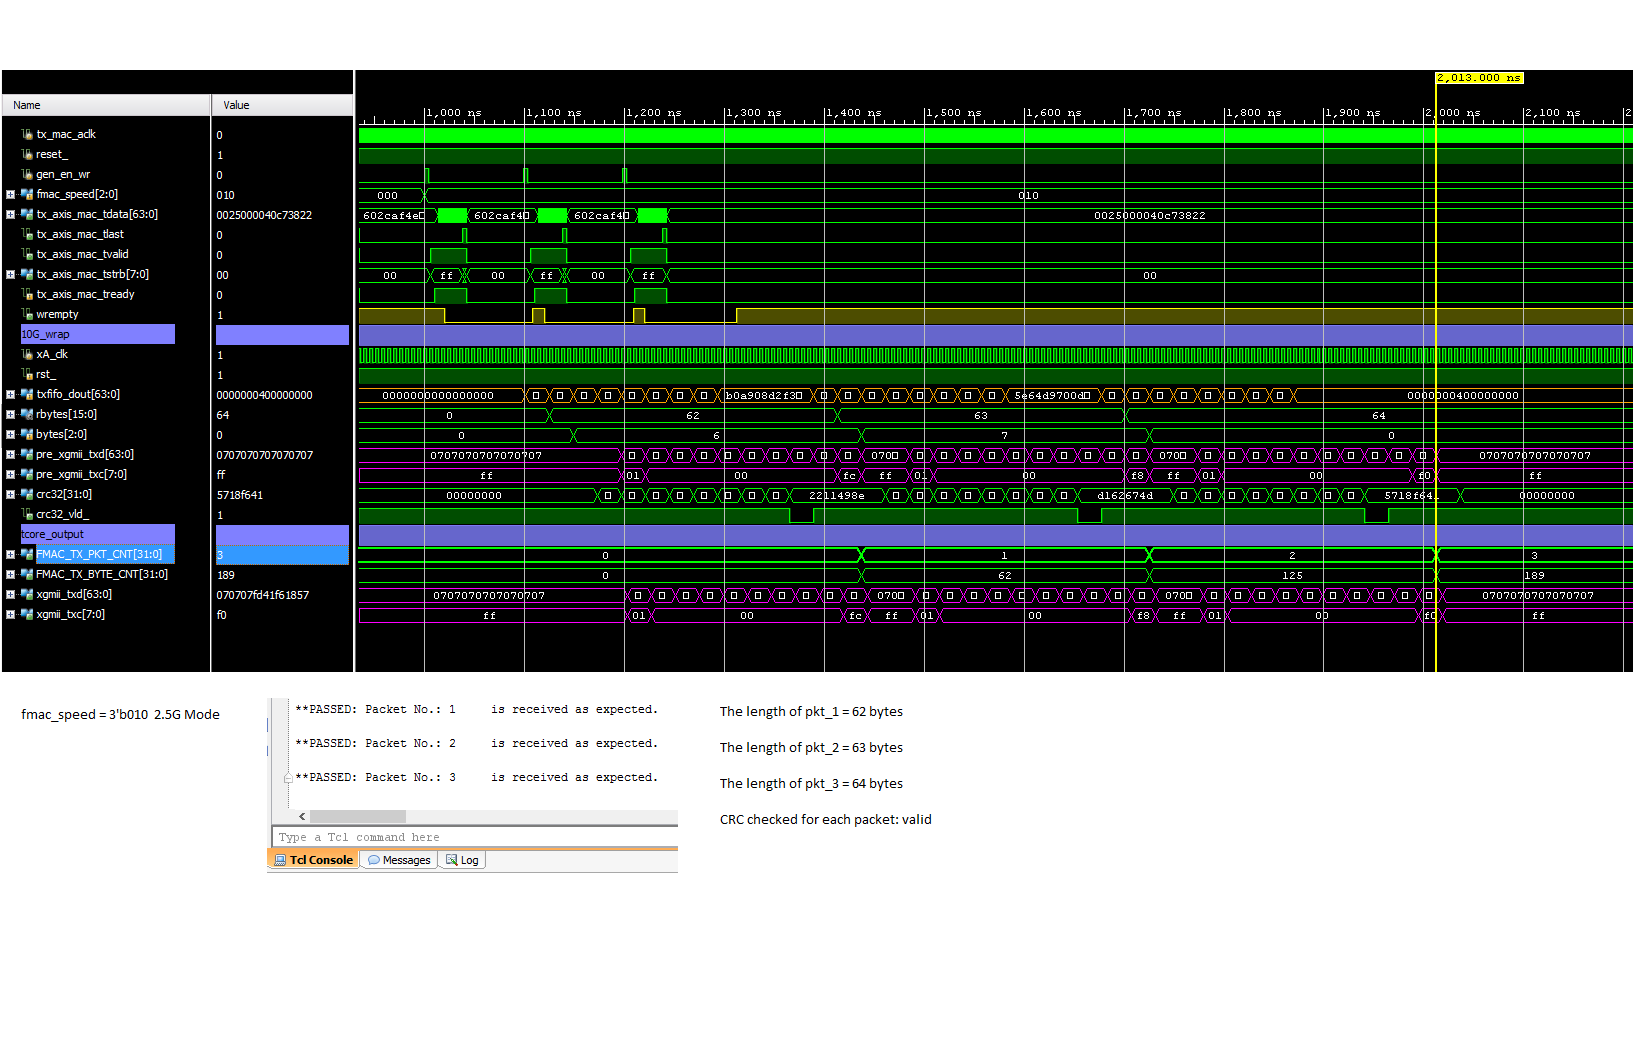 2,013.000 ns
Name Value
1,000 ns 1,100 ns 1,200 ns 1,300 ns 1,400 ns 1,500 ns 1,600 ns 1,700 ns 1,800 ns 1,900 ns 2,000 ns 2,100 ns 2
tx_mac_aclk 0
reset_ 1
gen_en_wr 0
fmac_speed[2:0] 010 000 010
tx_axis_mac_tdata[63:0] 0025000040c73822 602caf4e 602caf40 602caf40 0025000040c73822
tx_axis_mac_tlast 0
tx_axis_mac_tvalid 0
tx_axis_mac_tstrb[7:0] 00 00 ff 00 ff 00 ff 00
tx_axis_mac_tready 0
wrempty 1
10G_wrap
xA_clk 1
rst_ 1
txfifo_dout[63:0] 0000000400000000 0000000000000000 b0a908d2f3 5e64d9700d 0000000400000000
rbytes[15:0] 64 0 62 63 64
bytes[2:0] 0 0 6 7 0
pre_xgmii_txd[63:0] 0707070707070707 0707070707070707 070 070 0707070707070707
pre_xgmii_txc[7:0] ff ff 01 00 fc ff 01 00 f8 ff 01 00 f0 ff
crc32[31:0] 5718f641 00000000 2211498e d162674d 5718f641 00000000
crc32_vld_ 1
tcore_output
FMAC_TX_PKT_CNT[31:0] 3 0 1 2 3
FMAC_TX_BYTE_CNT[31:0] 189 0 62 125 189
xgmii_txd[63:0] 070707fd41f61857 0707070707070707 070 070 0707070707070707
xgmii_txc[7:0] f0 ff 01 00 fc ff 01 00 f8 ff 01 00 f0 ff
fmac_speed = 3'b010 2.5G Mode
**PASSED: Packet No.: 1 is received as expected.
**PASSED: Packet No.: 2 is received as expected.
**PASSED: Packet No.: 3 is received as expected.
Type a Tcl command here
Tcl Console Messages Log
The length of pkt_1 = 62 bytes
The length of pkt_2 = 63 bytes
The length of pkt_3 = 64 bytes
CRC checked for each packet: valid